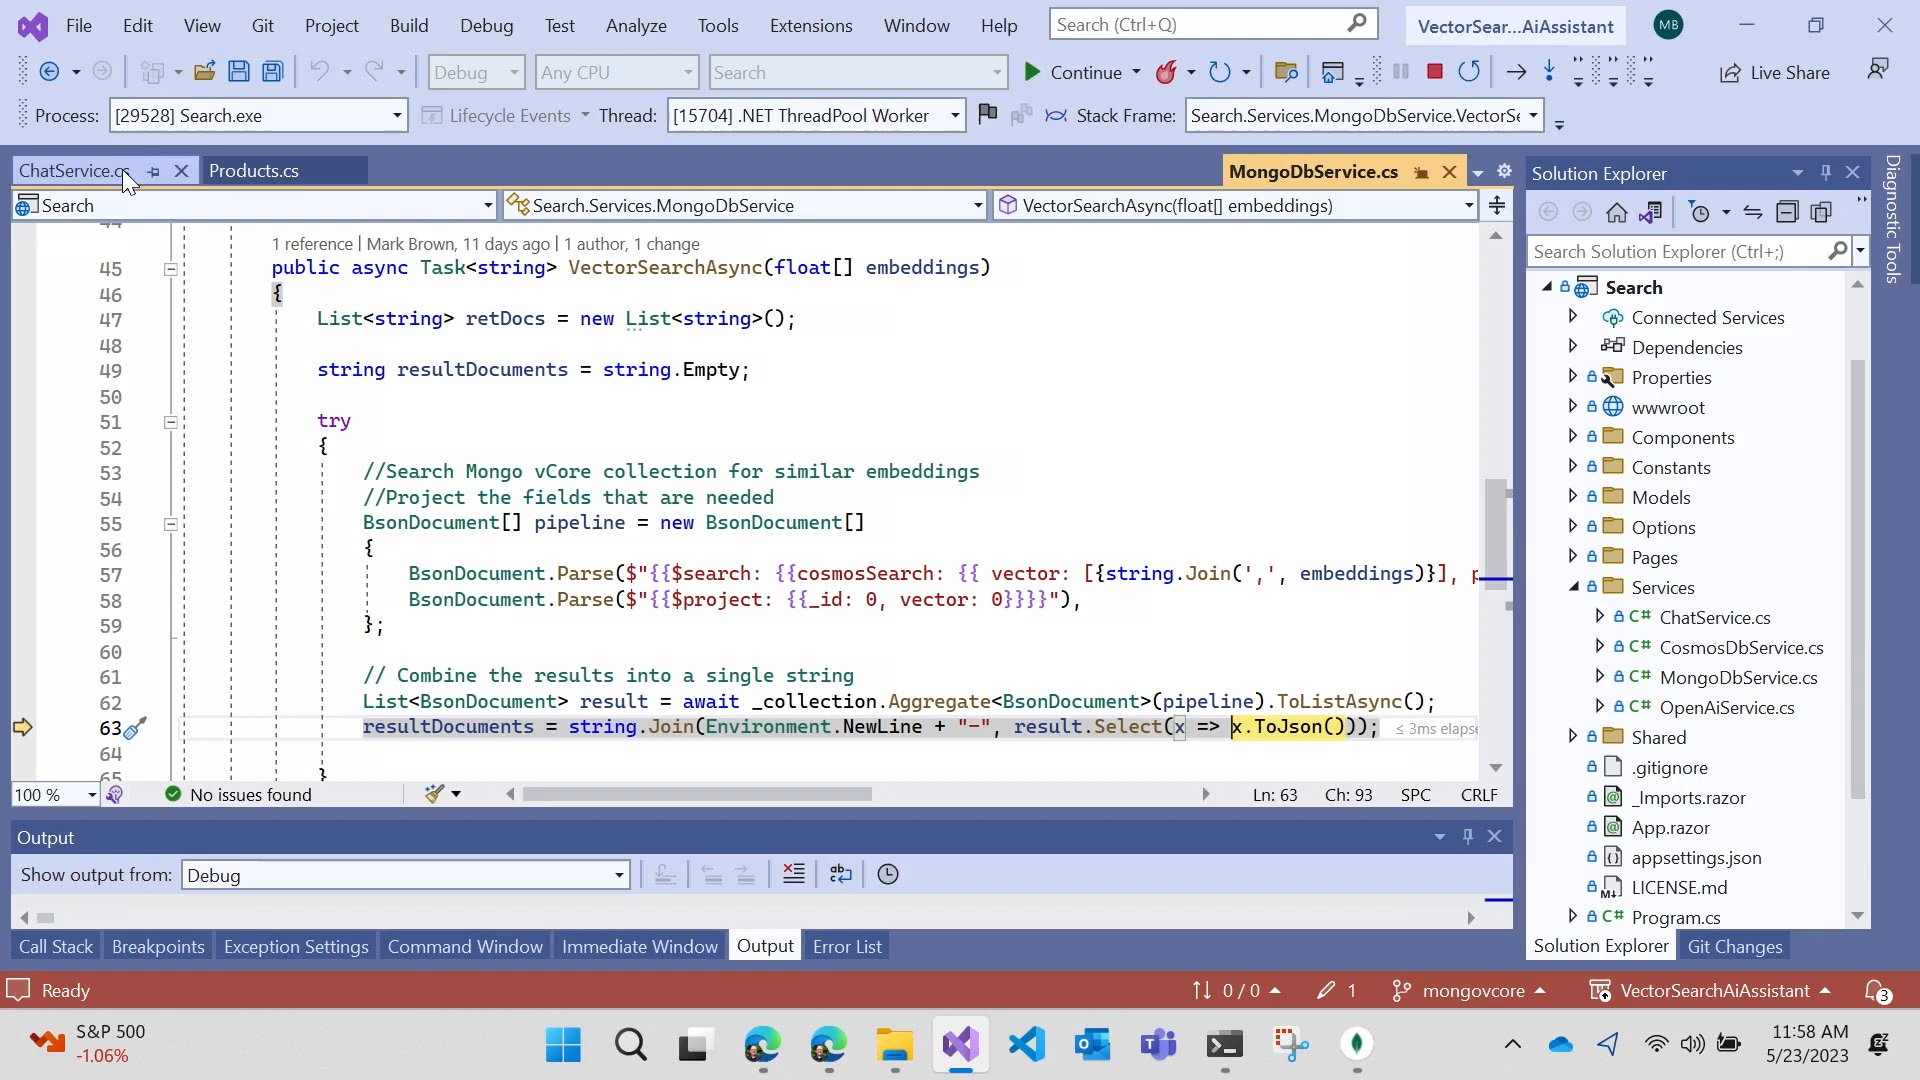 File Edit View Git Project Build Debug Test Analyze Tools Extensions Window Help Search (Ctrl+Q) VectorSear...AiAssistant MB
Debug Any CPU Search Continue Live Share
Process: [29528] Search.exe Lifecycle Events Thread: [15704] .NET ThreadPool Worker Stack Frame: Search.Services.MongoDbService.VectorSe
ChatService.cs Products.cs MongoDbService.cs
Search Search.Services.MongoDbService VectorSearchAsync(float[] embeddings)
44
1 reference | Mark Brown, 11 days ago | 1 author, 1 change
45 public async Task<string> VectorSearchAsync(float[] embeddings)
46 {
47 List<string> retDocs = new List<string>();
48
49 string resultDocuments = string.Empty;
50
51 try
52 {
53 //Search Mongo vCore collection for similar embeddings
54 //Project the fields that are needed
55 BsonDocument[] pipeline = new BsonDocument[]
56 {
57 BsonDocument.Parse($"{{$search: {{cosmosSearch: {{ vector: [{string.Join(',', embeddings)}], p
58 BsonDocument.Parse($"{{$project: {{_id: 0, vector: 0}}}}"),
59 };
60
61 // Combine the results into a single string
62 List<BsonDocument> result = await _collection.Aggregate<BsonDocument>(pipeline).ToListAsync();
63 resultDocuments = string.Join(Environment.NewLine + "-", result.Select(x => x.ToJson())); ≤ 3ms elapse
64
65 }
100 % No issues found Ln: 63 Ch: 93 SPC CRLF
Output
Show output from: Debug
Call Stack Breakpoints Exception Settings Command Window Immediate Window Output Error List
Solution Explorer
Search Solution Explorer (Ctrl+;)
Search
Connected Services
Dependencies
Properties
wwwroot
Components
Constants
Models
Options
Pages
Services
C# ChatService.cs
C# CosmosDbService.cs
C# MongoDbService.cs
C# OpenAiService.cs
Shared
.gitignore
_Imports.razor
App.razor
appsettings.json
LICENSE.md
C# Program.cs
Solution Explorer Git Changes
Diagnostic Tools
Ready 0 / 0 1 mongovcore VectorSearchAiAssistant 3
S&P 500
-1.06%
11:58 AM
5/23/2023